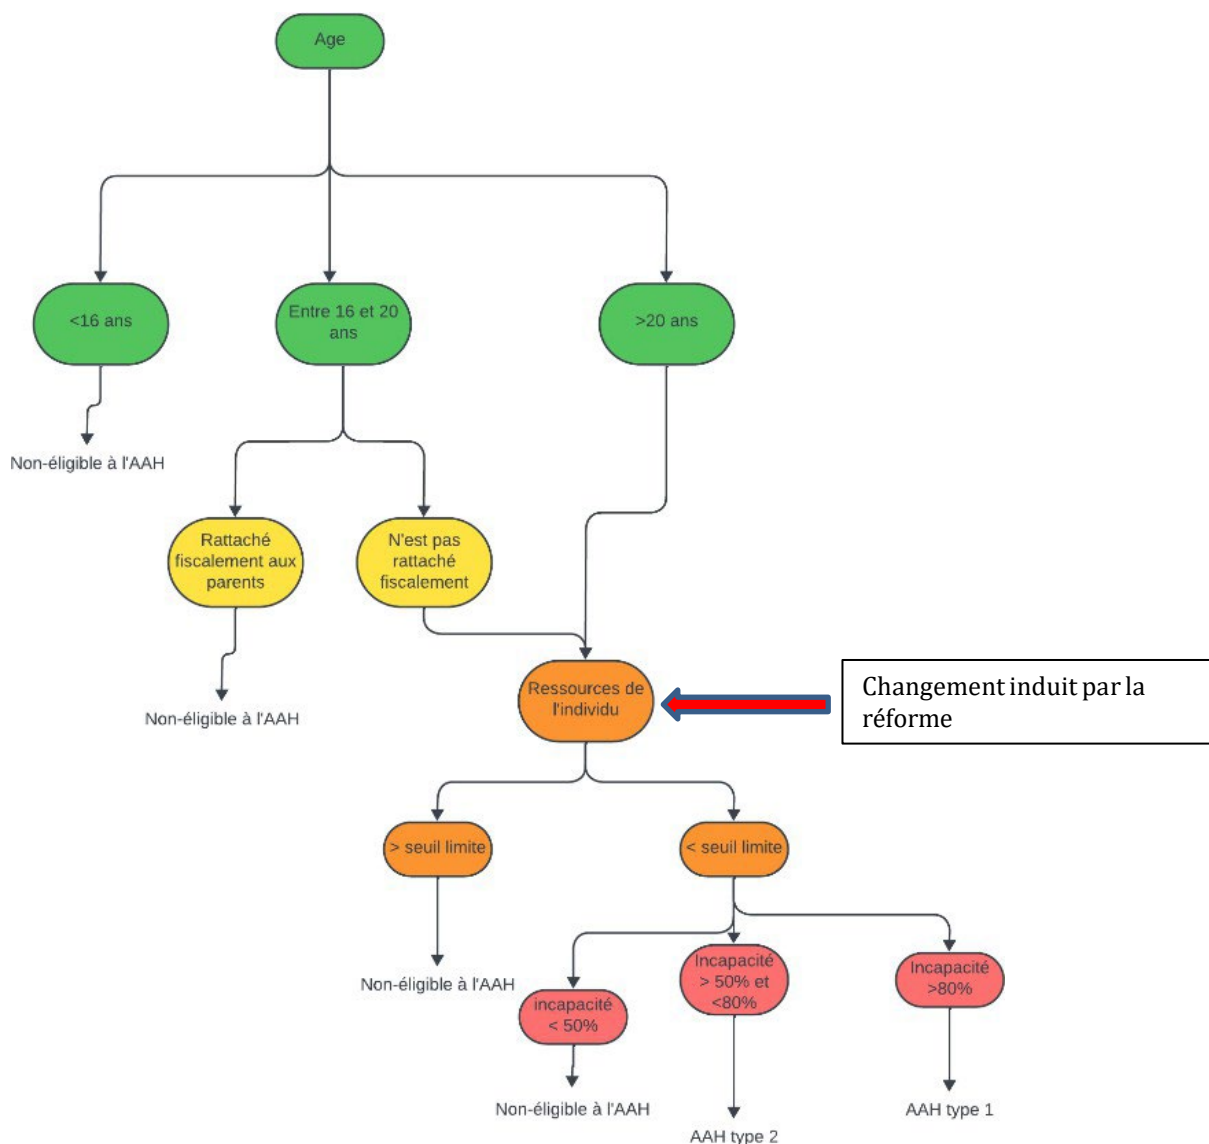 Age
<16 ans
Entre 16 et 20
ans
>20 ans
Non-éligible à l'AAH
Rattaché
fiscalement aux
parents
N'est pas
rattaché
fiscalement
Non-éligible à l'AAH
Ressources de
l'individu
Changement induit par la
réforme
> seuil limite
< seuil limite
Non-éligible à l'AAH
incapacité
< 50%
Incapacité
> 50% et
<80%
Incapacité
>80%
Non-éligible à l'AAH
AAH type 2
AAH type 1